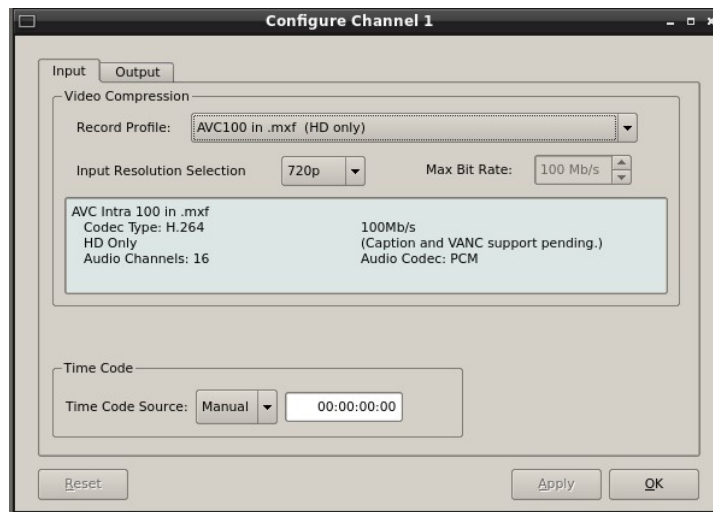 Configure Channel 1
Input Output
Video Compression
Record Profile: AVC100 in .mxf (HD only)
Input Resolution Selection 720p Max Bit Rate: 100 Mb/s
AVC Intra 100 in .mxf
Codec Type: H.264 100Mb/s
HD Only (Caption and VANC support pending.)
Audio Channels: 16 Audio Codec: PCM
Time Code
Time Code Source: Manual 00:00:00:00
Reset Apply OK